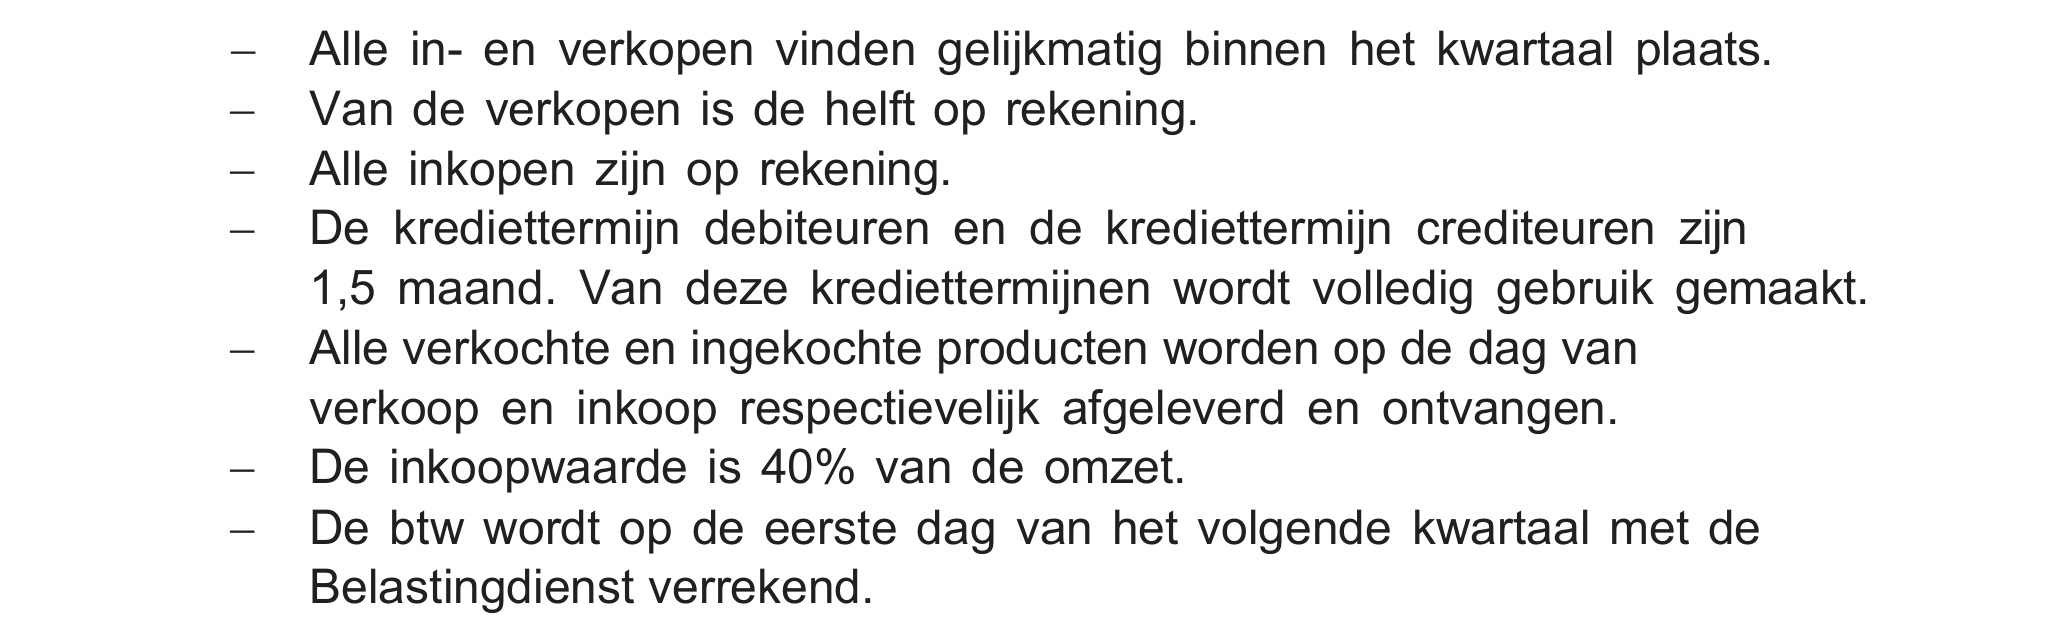 – Alle in- en verkopen vinden gelijkmatig binnen het kwartaal plaats.
– Van de verkopen is de helft op rekening.
– Alle inkopen zijn op rekening.
– De krediettermijn debiteuren en de krediettermijn crediteuren zijn
1,5 maand. Van deze krediettermijnen wordt volledig gebruik gemaakt.
– Alle verkochte en ingekochte producten worden op de dag van
verkoop en inkoop respectievelijk afgeleverd en ontvangen.
– De inkoopwaarde is 40% van de omzet.
– De btw wordt op de eerste dag van het volgende kwartaal met de
Belastingdienst verrekend.